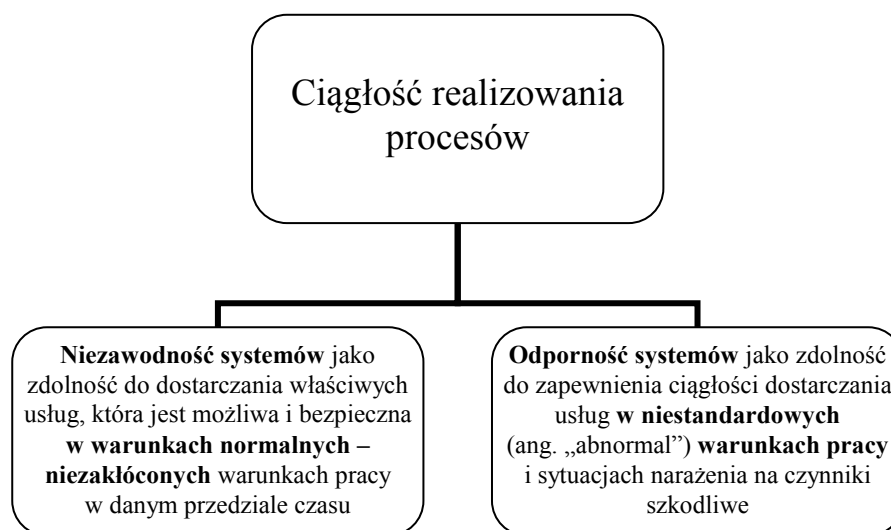 Ciągłość realizowania
procesów
Niezawodność systemów jako
zdolność do dostarczania właściwych
usług, która jest możliwa i bezpieczna
w warunkach normalnych –
niezakłóconych warunkach pracy
w danym przedziale czasu
Odporność systemów jako zdolność
do zapewnienia ciągłości dostarczania
usług w niestandardowych
(ang. „abnormal”) warunkach pracy
i sytuacjach narażenia na czynniki
szkodliwe